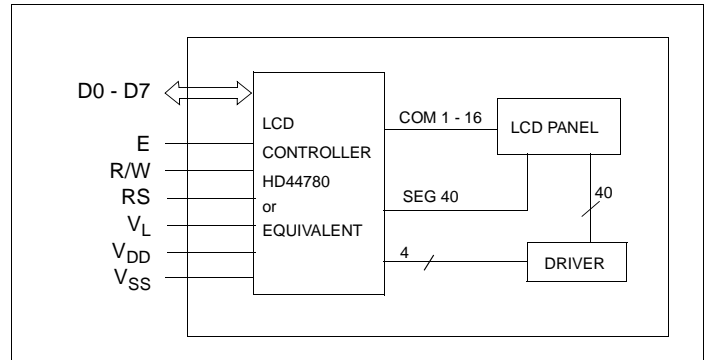 D0 - D7
E
R/W
RS
VL
VDD
VSS
LCD
CONTROLLER
HD44780
or
EQUIVALENT
COM 1 - 16
SEG 40
4
LCD PANEL
40
DRIVER